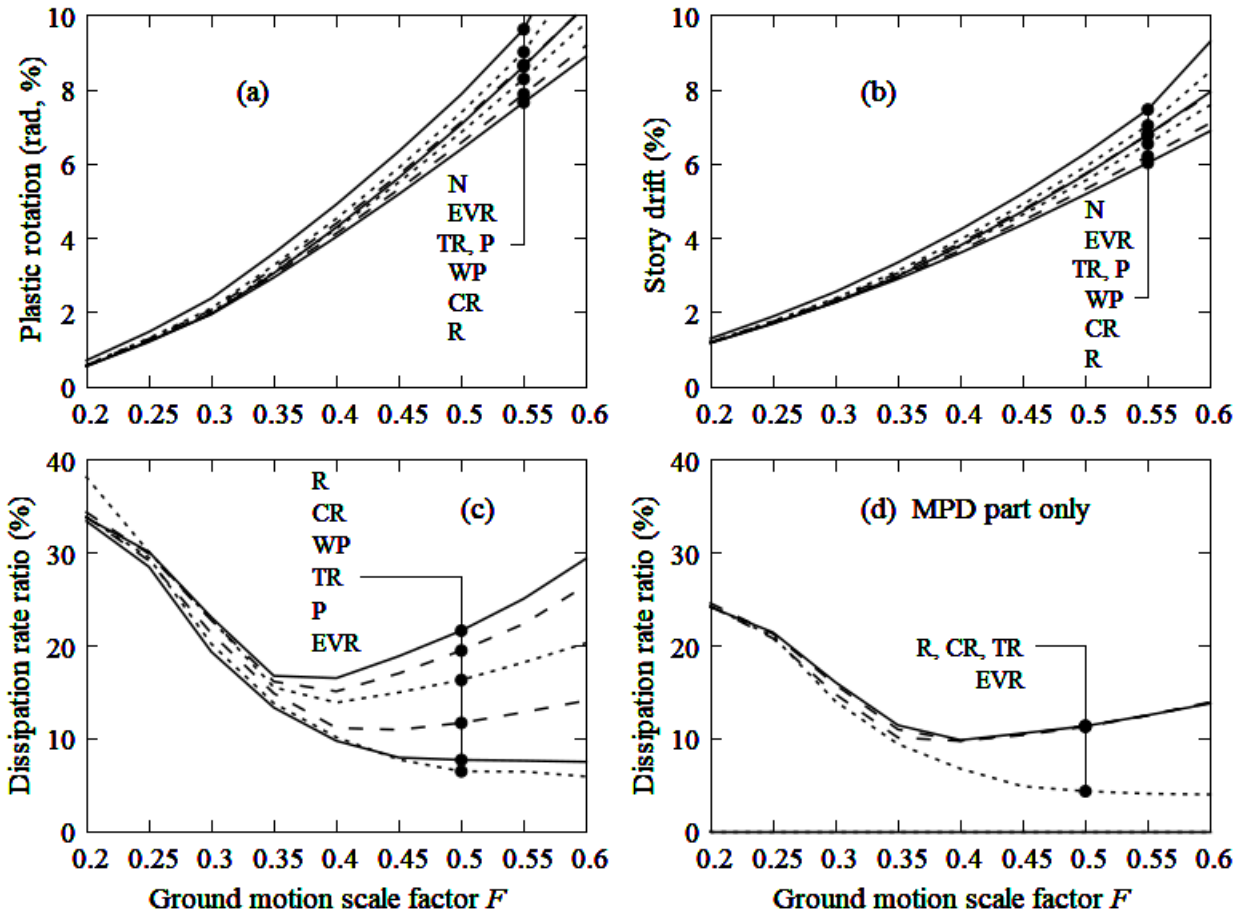 Plastic rotation (rad, %)
10
8
6
4
2
0
(a)
N
EVR
TR, P
WP
CR
R
0.2 0.25 0.3 0.35 0.4 0.45 0.5 0.55 0.6
Story drift (%)
10
8
6
4
2
0
(b)
N
EVR
TR, P
WP
CR
R
0.2 0.25 0.3 0.35 0.4 0.45 0.5 0.55 0.6
Dissipation rate ratio (%)
40
30
20
10
0
(c)
R
CR
WP
TR
P
EVR
0.2 0.25 0.3 0.35 0.4 0.45 0.5 0.55 0.6
Ground motion scale factor F
Dissipation rate ratio (%)
40
30
20
10
0
(d) MPD part only
R, CR, TR
EVR
0.2 0.25 0.3 0.35 0.4 0.45 0.5 0.55 0.6
Ground motion scale factor F